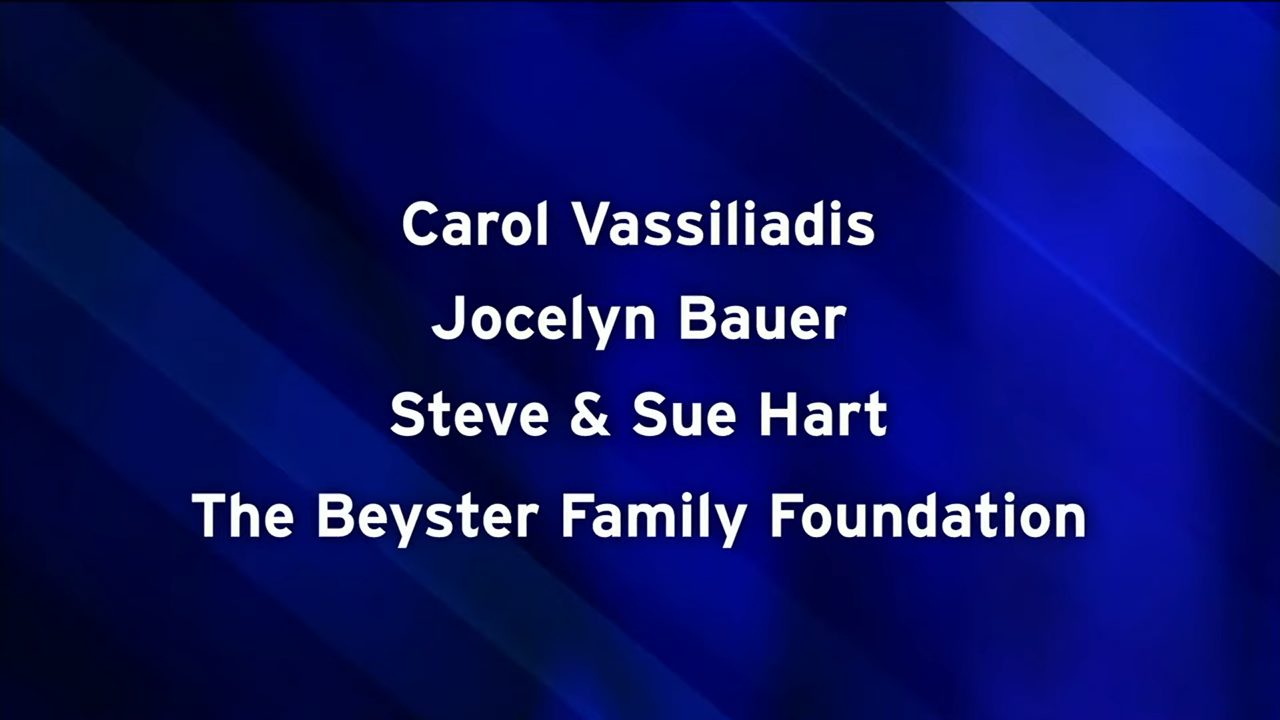 Carol Vassiliadis
Jocelyn Bauer
Steve & Sue Hart
The Beyster Family Foundation